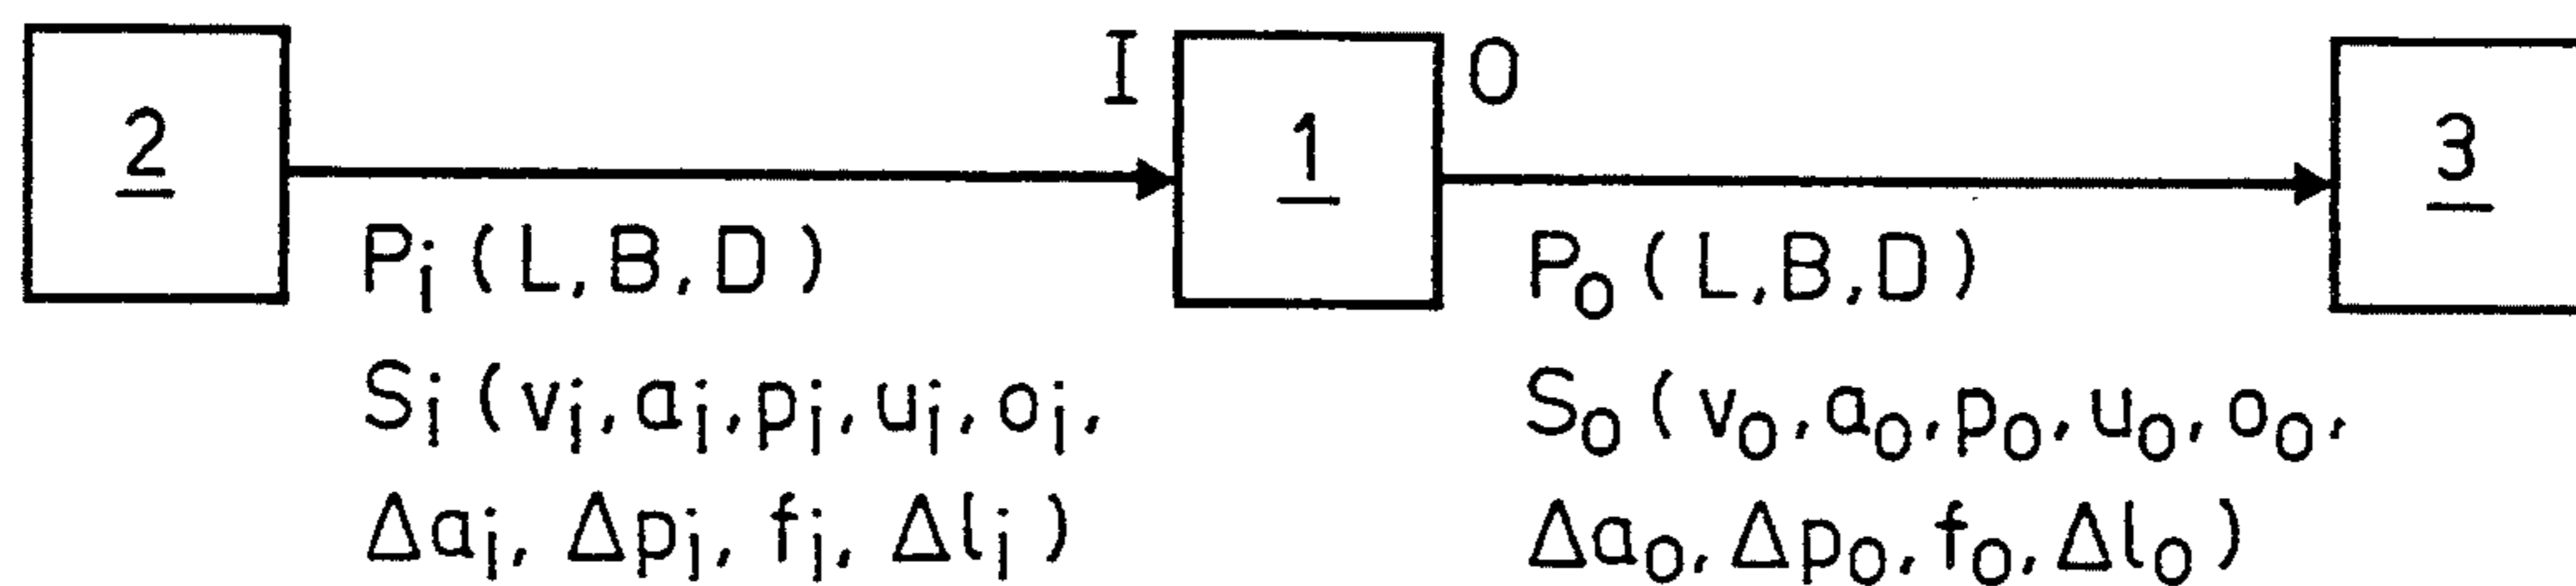 2 I 1 O 3
Pi ( L, B, D ) Po ( L, B, D )
Si ( vi, ai, pi, ui, oi, So ( vo, ao, po, uo, oo,
Δai, Δpi, fi, Δli ) Δao, Δpo, fo, Δlo )